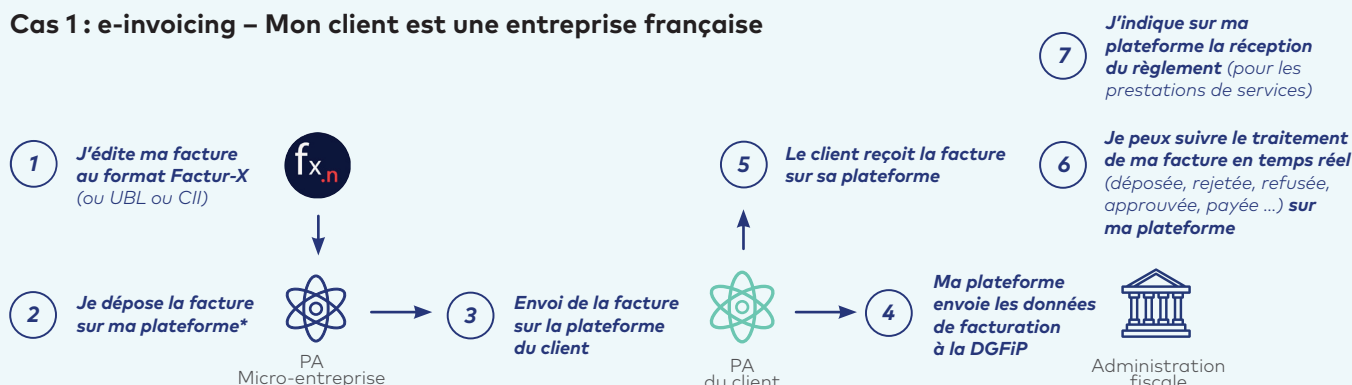 Cas 1 : e-invoicing – Mon client est une entreprise française
1
J'édite ma facture
au format Factur-X
(ou UBL ou CII)
fx.n
2
Je dépose la facture
sur ma plateforme*
PA
Micro-entreprise
3
Envoi de la facture
sur la plateforme
du client
5
Le client reçoit la facture
sur sa plateforme
PA
du client
4
Ma plateforme
envoie les données
de facturation
à la DGFiP
7
J'indique sur ma
plateforme la réception
du règlement (pour les
prestations de services)
6
Je peux suivre le traitement
de ma facture en temps réel
(déposée, rejetée, refusée,
approuvée, payée ...) sur
ma plateforme
Administration
fiscale